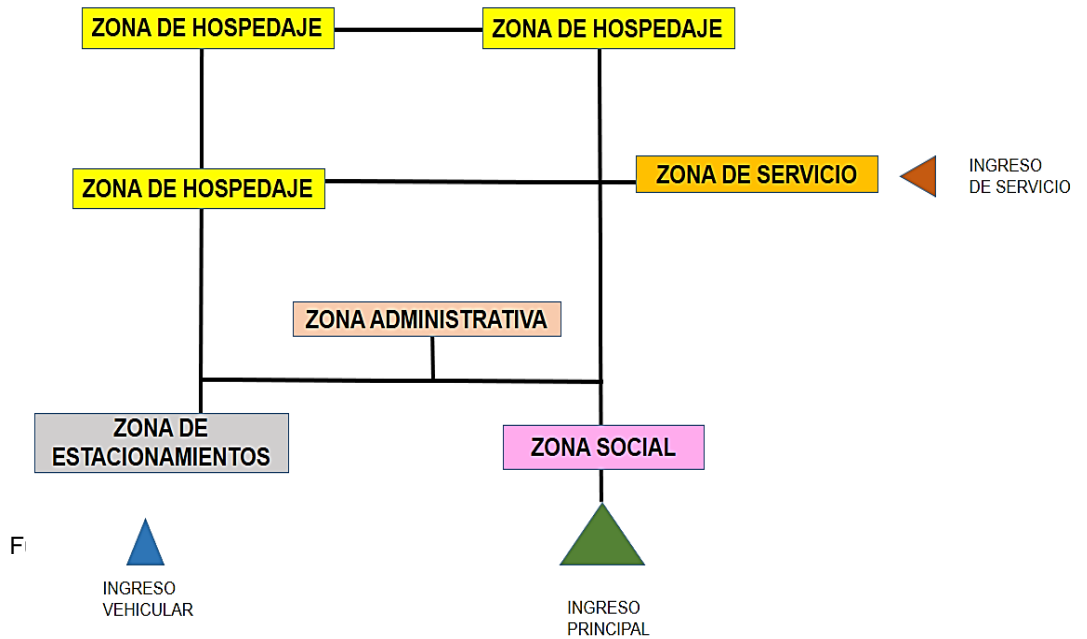 ZONA DE HOSPEDAJE
ZONA DE HOSPEDAJE
ZONA DE HOSPEDAJE
ZONA DE SERVICIO
INGRESO
DE SERVICIO
ZONA ADMINISTRATIVA
ZONA DE
ESTACIONAMIENTOS
ZONA SOCIAL
INGRESO
VEHICULAR
INGRESO
PRINCIPAL